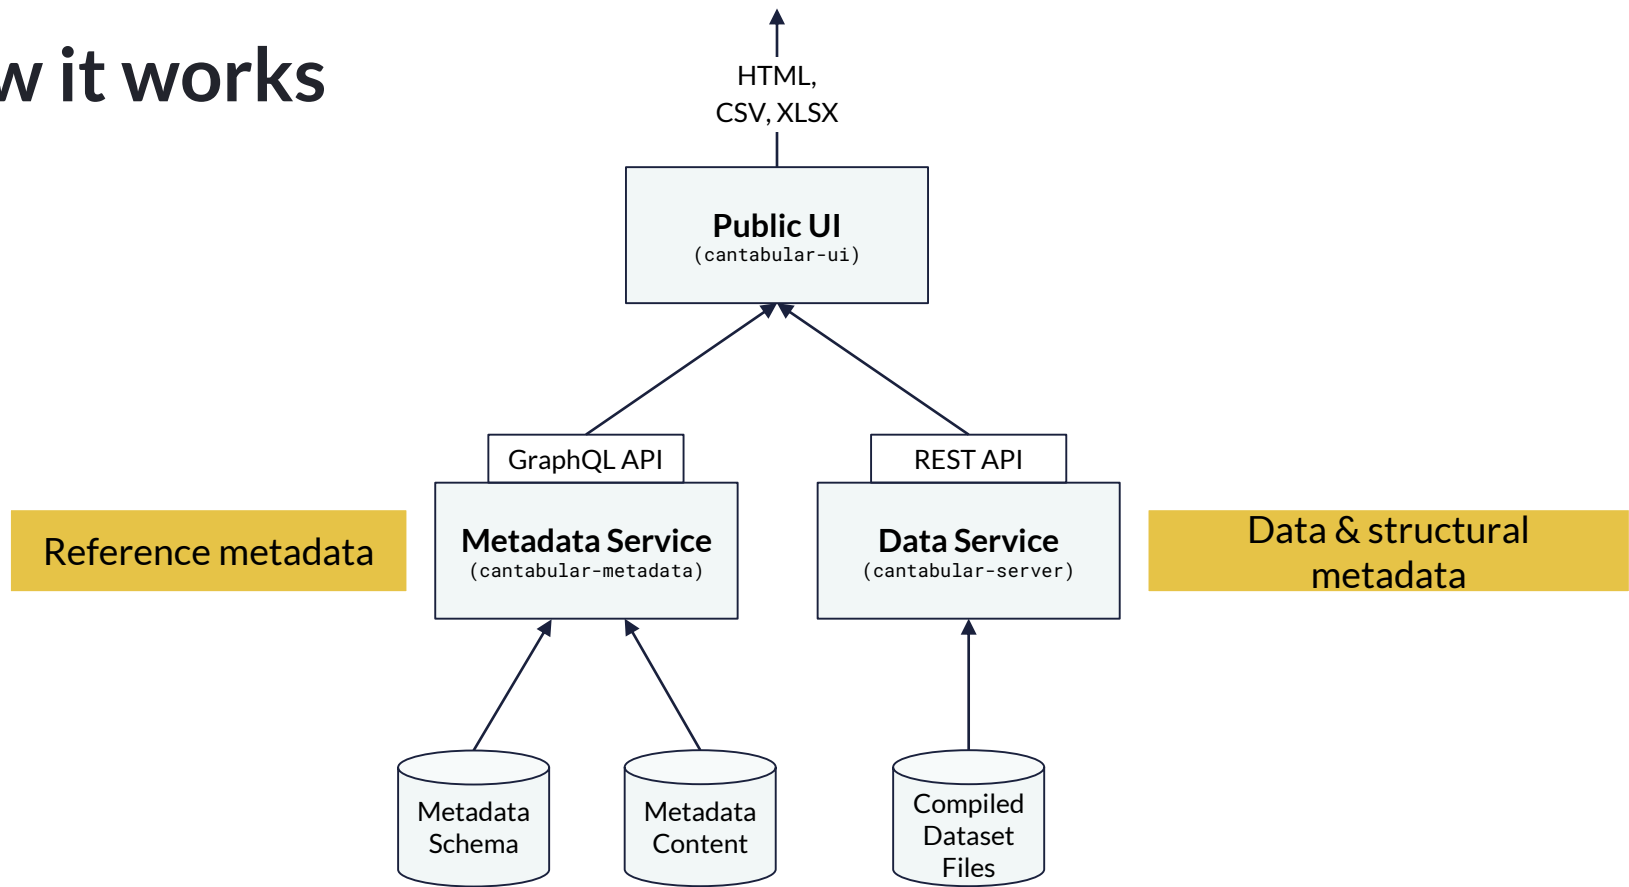 w it works
HTML,
CSV, XLSX
Public UI
(cantabular-ui)
GraphQL API
REST API
Reference metadata
Metadata Service
(cantabular-metadata)
Data Service
(cantabular-server)
Data & structural
metadata
Metadata
Schema
Metadata
Content
Compiled
Dataset
Files